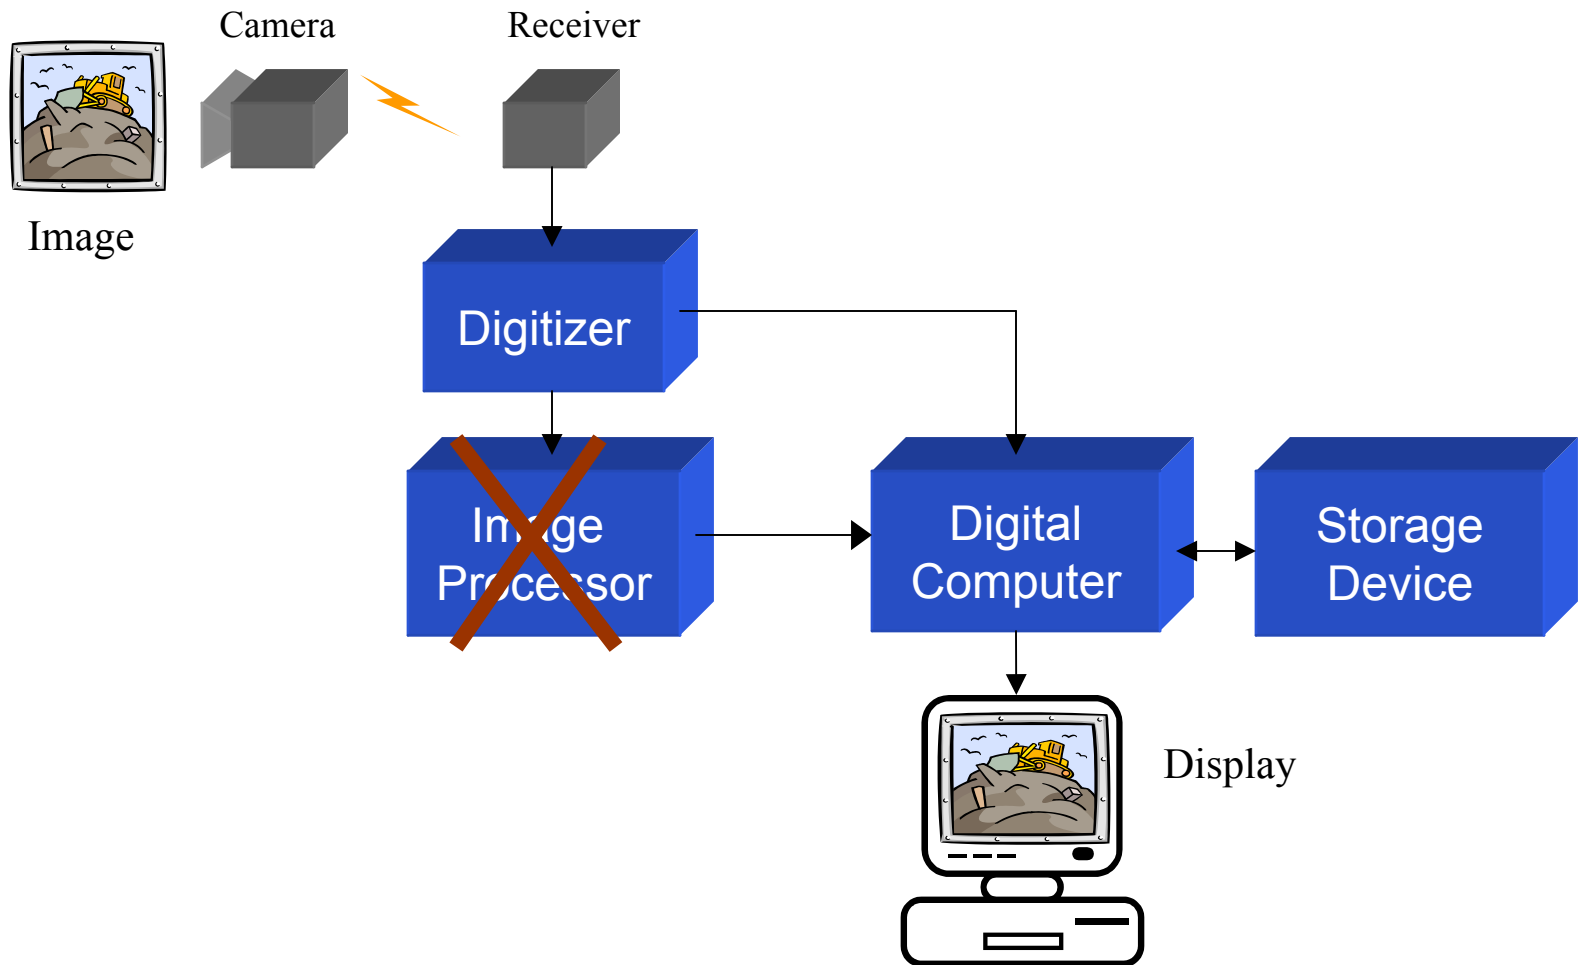 Camera
Receiver
Image
Digitizer
Image
Processor
Digital
Computer
Storage
Device
Display